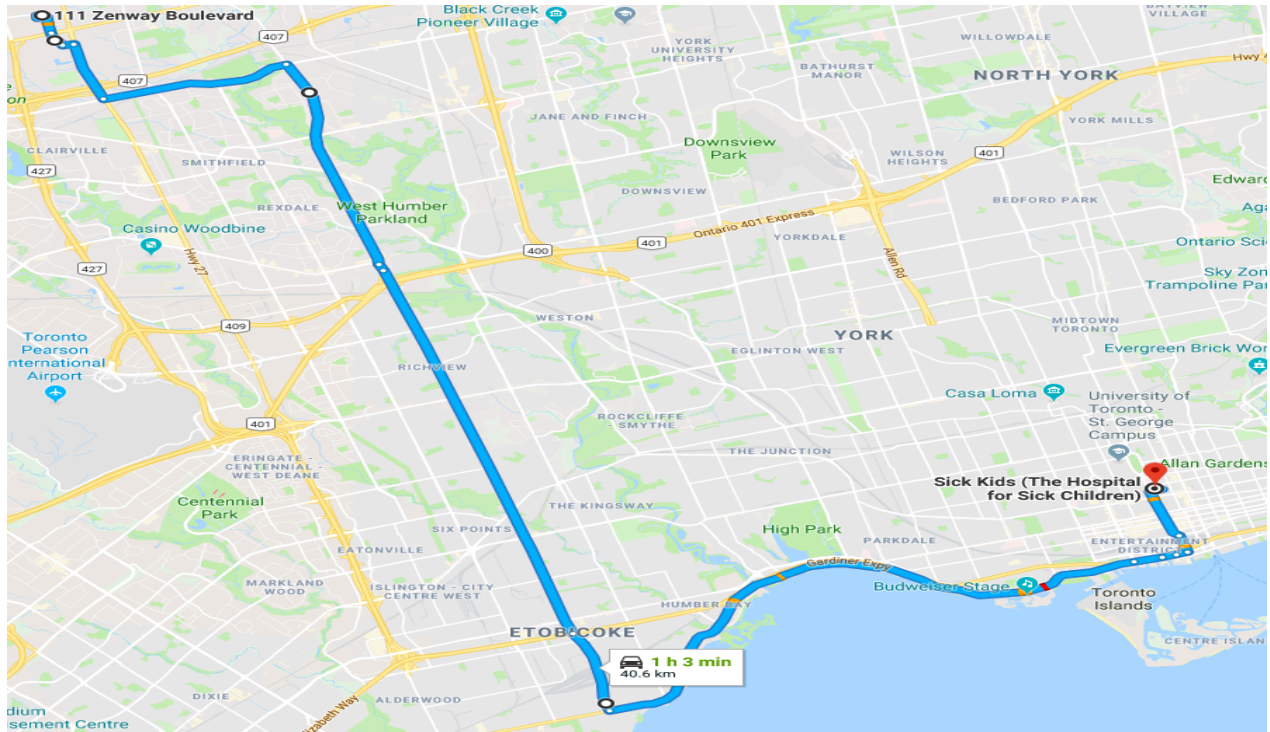 111 Zenway Boulevard
Black Creek
Pioneer Village
407
YORK
UNIVERSITY
HEIGHTS
WILLOWDALE
BAYVIEW
VILLAGE
407
BATHURST
MANOR
NORTH YORK
Hwy 4
JANE AND FINCH
YORK MILLS
CLAIRVILLE
SMITHFIELD
Downsview
Park
WILSON
HEIGHTS
401
427
DOWNSVIEW
Edwar
REXDALE
West Humber
Parkland
BEDFORD PARK
Casino Woodbine
Ontario 401 Express
Aga
YORKDALE
400
401
Ontario Scie
427
Hwy 27
Allen Rd
Sky Zon
Trampoline Par
409
WESTON
MIDTOWN
TORONTO
Toronto
Pearson
International
Airport
YORK
EGLINTON WEST
Evergreen Brick Wor
RICHVIEW
Casa Loma
University of
Toronto -
St. George
Campus
401
ROCKCLIFFE
- SMYTHE
ERINGATE -
CENTENNIAL -
WEST DEANE
THE JUNCTION
Allan Gardens
Sick Kids (The Hospital
for Sick Children)
Centennial
Park
THE KINGSWAY
SIX POINTS
High Park
EATONVILLE
PARKDALE
ENTERTAINMENT
DISTRICT
Gardiner Expy
MARKLAND
WOOD
ISLINGTON - CITY
CENTRE WEST
Budweiser Stage
Toronto
Islands
HUMBER BAY
ETOBICOKE
CENTRE ISLAN
1 h 3 min
40.6 km
DIXIE
ALDERWOOD
dium
sement Centre
izabeth Way